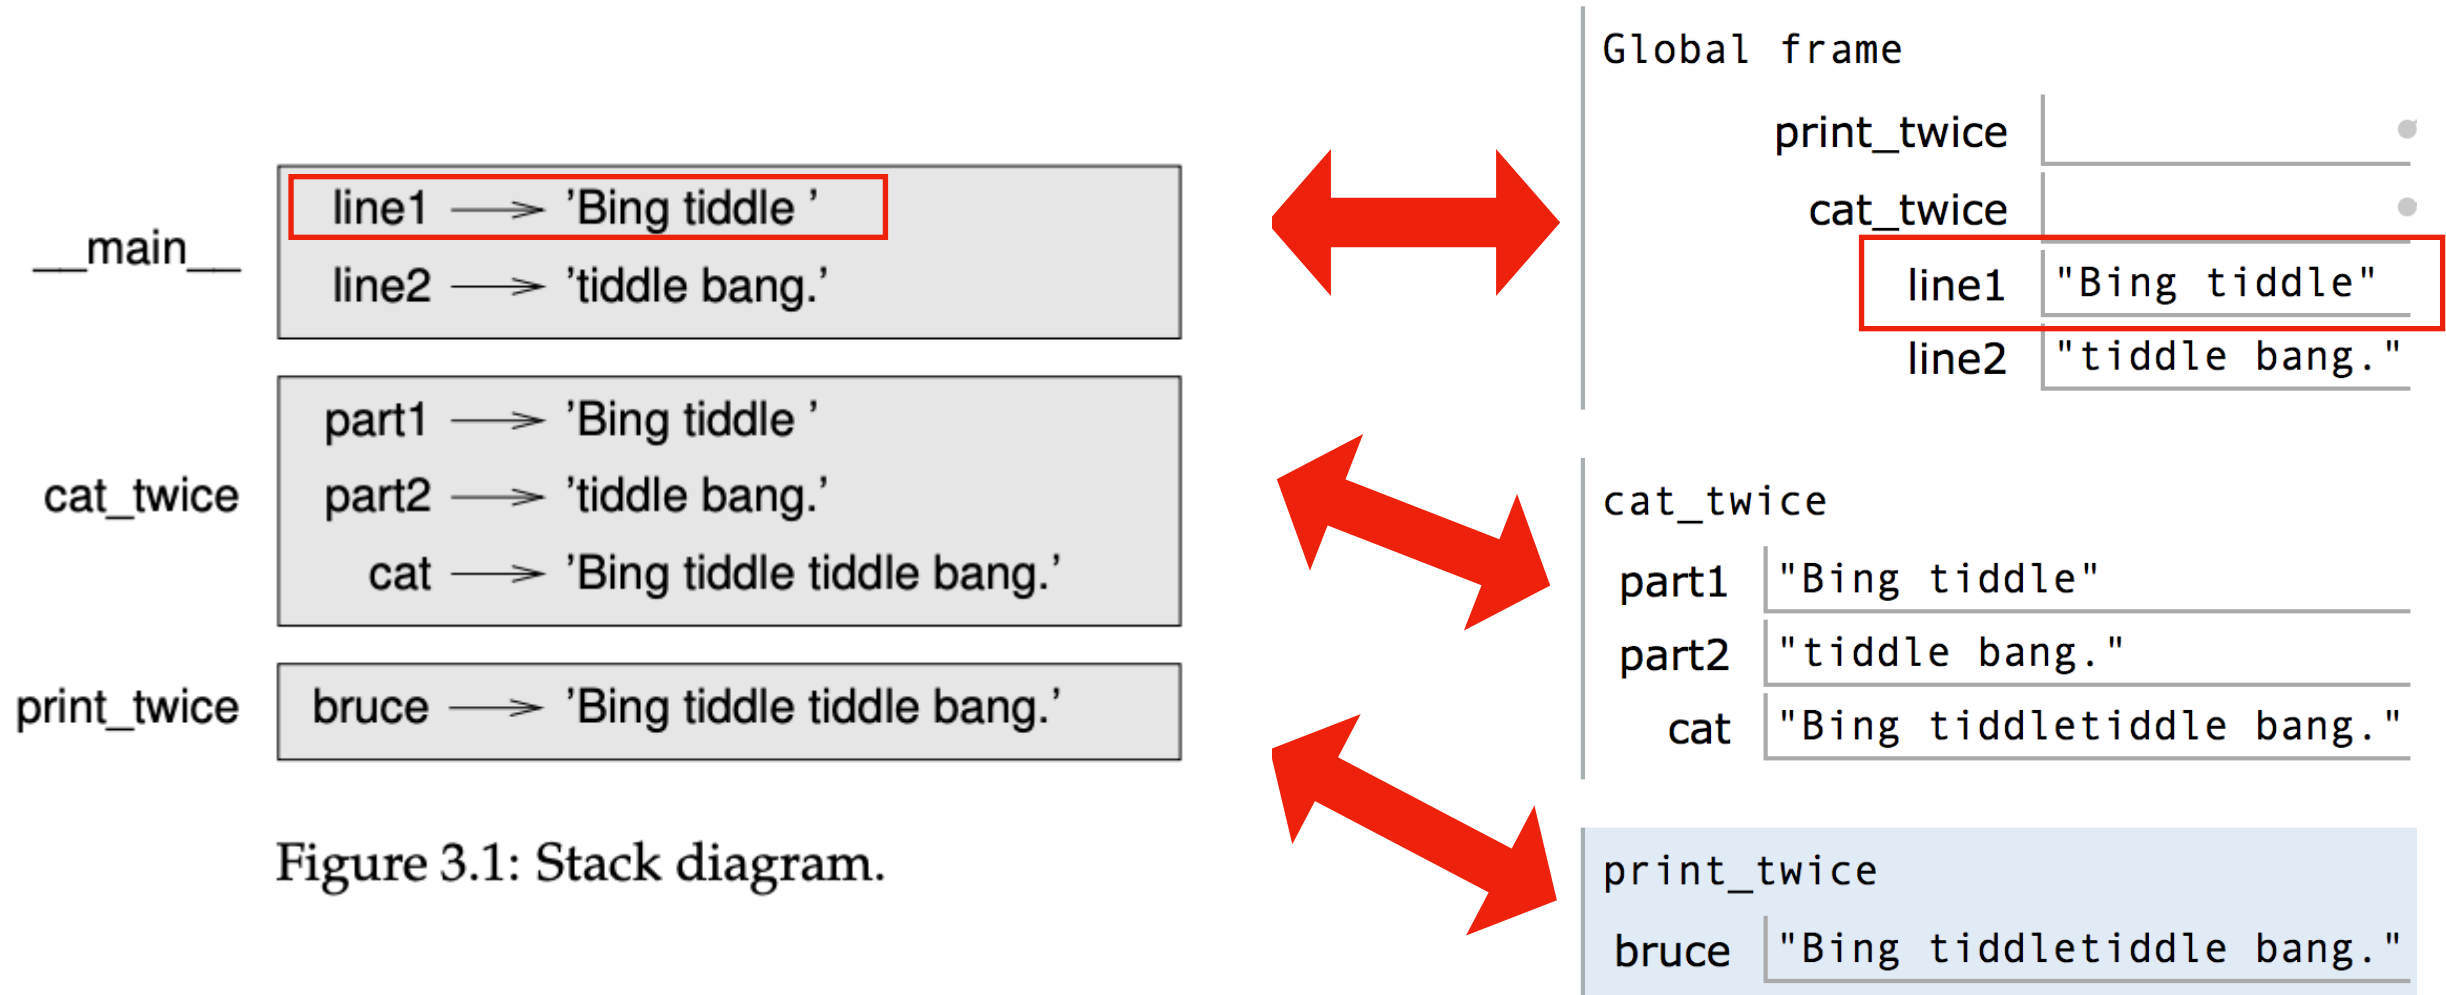 __main__
line1 ’Bing tiddle ’
line2 ’tiddle bang.’
cat_twice
part1 ’Bing tiddle ’
part2 ’tiddle bang.’
cat ’Bing tiddle tiddle bang.’
print_twice
bruce ’Bing tiddle tiddle bang.’
Figure 3.1: Stack diagram.
Global frame
print_twice
cat_twice
line1 "Bing tiddle"
line2 "tiddle bang."
cat_twice
part1 "Bing tiddle"
part2 "tiddle bang."
cat "Bing tiddletiddle bang."
print_twice
bruce "Bing tiddletiddle bang."